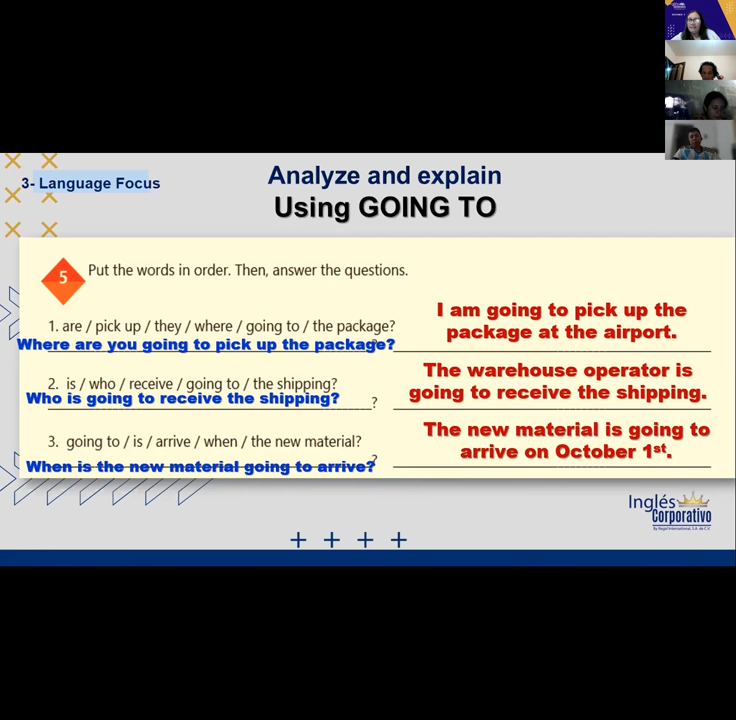 3- Language Focus
Analyze and explain
Using GOING TO
5
Put the words in order. Then, answer the questions.
1. are / pick up / they / where / going to / the package?
Where are you going to pick up the package?
?
I am going to pick up the
package at the airport.
2. is / who / receive / going to / the shipping?
Who is going to receive the shipping?
?
The warehouse operator is
going to receive the shipping.
3. going to / is / arrive / when / the new material?
When is the new material going to arrive?
?
The new material is going to
arrive on October 1st.
Inglés
Corporativo
By Regal International, S.A. de C.V.